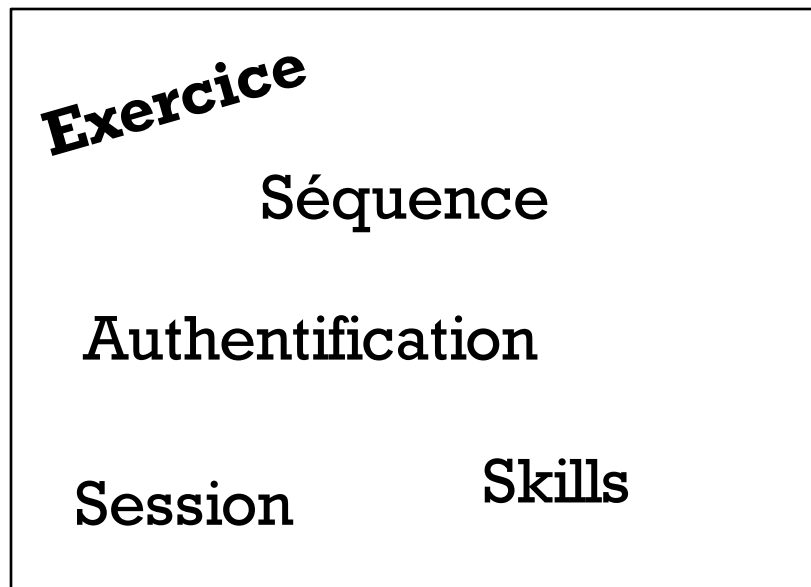 Exercice
Séquence
Authentification
Session
Skills